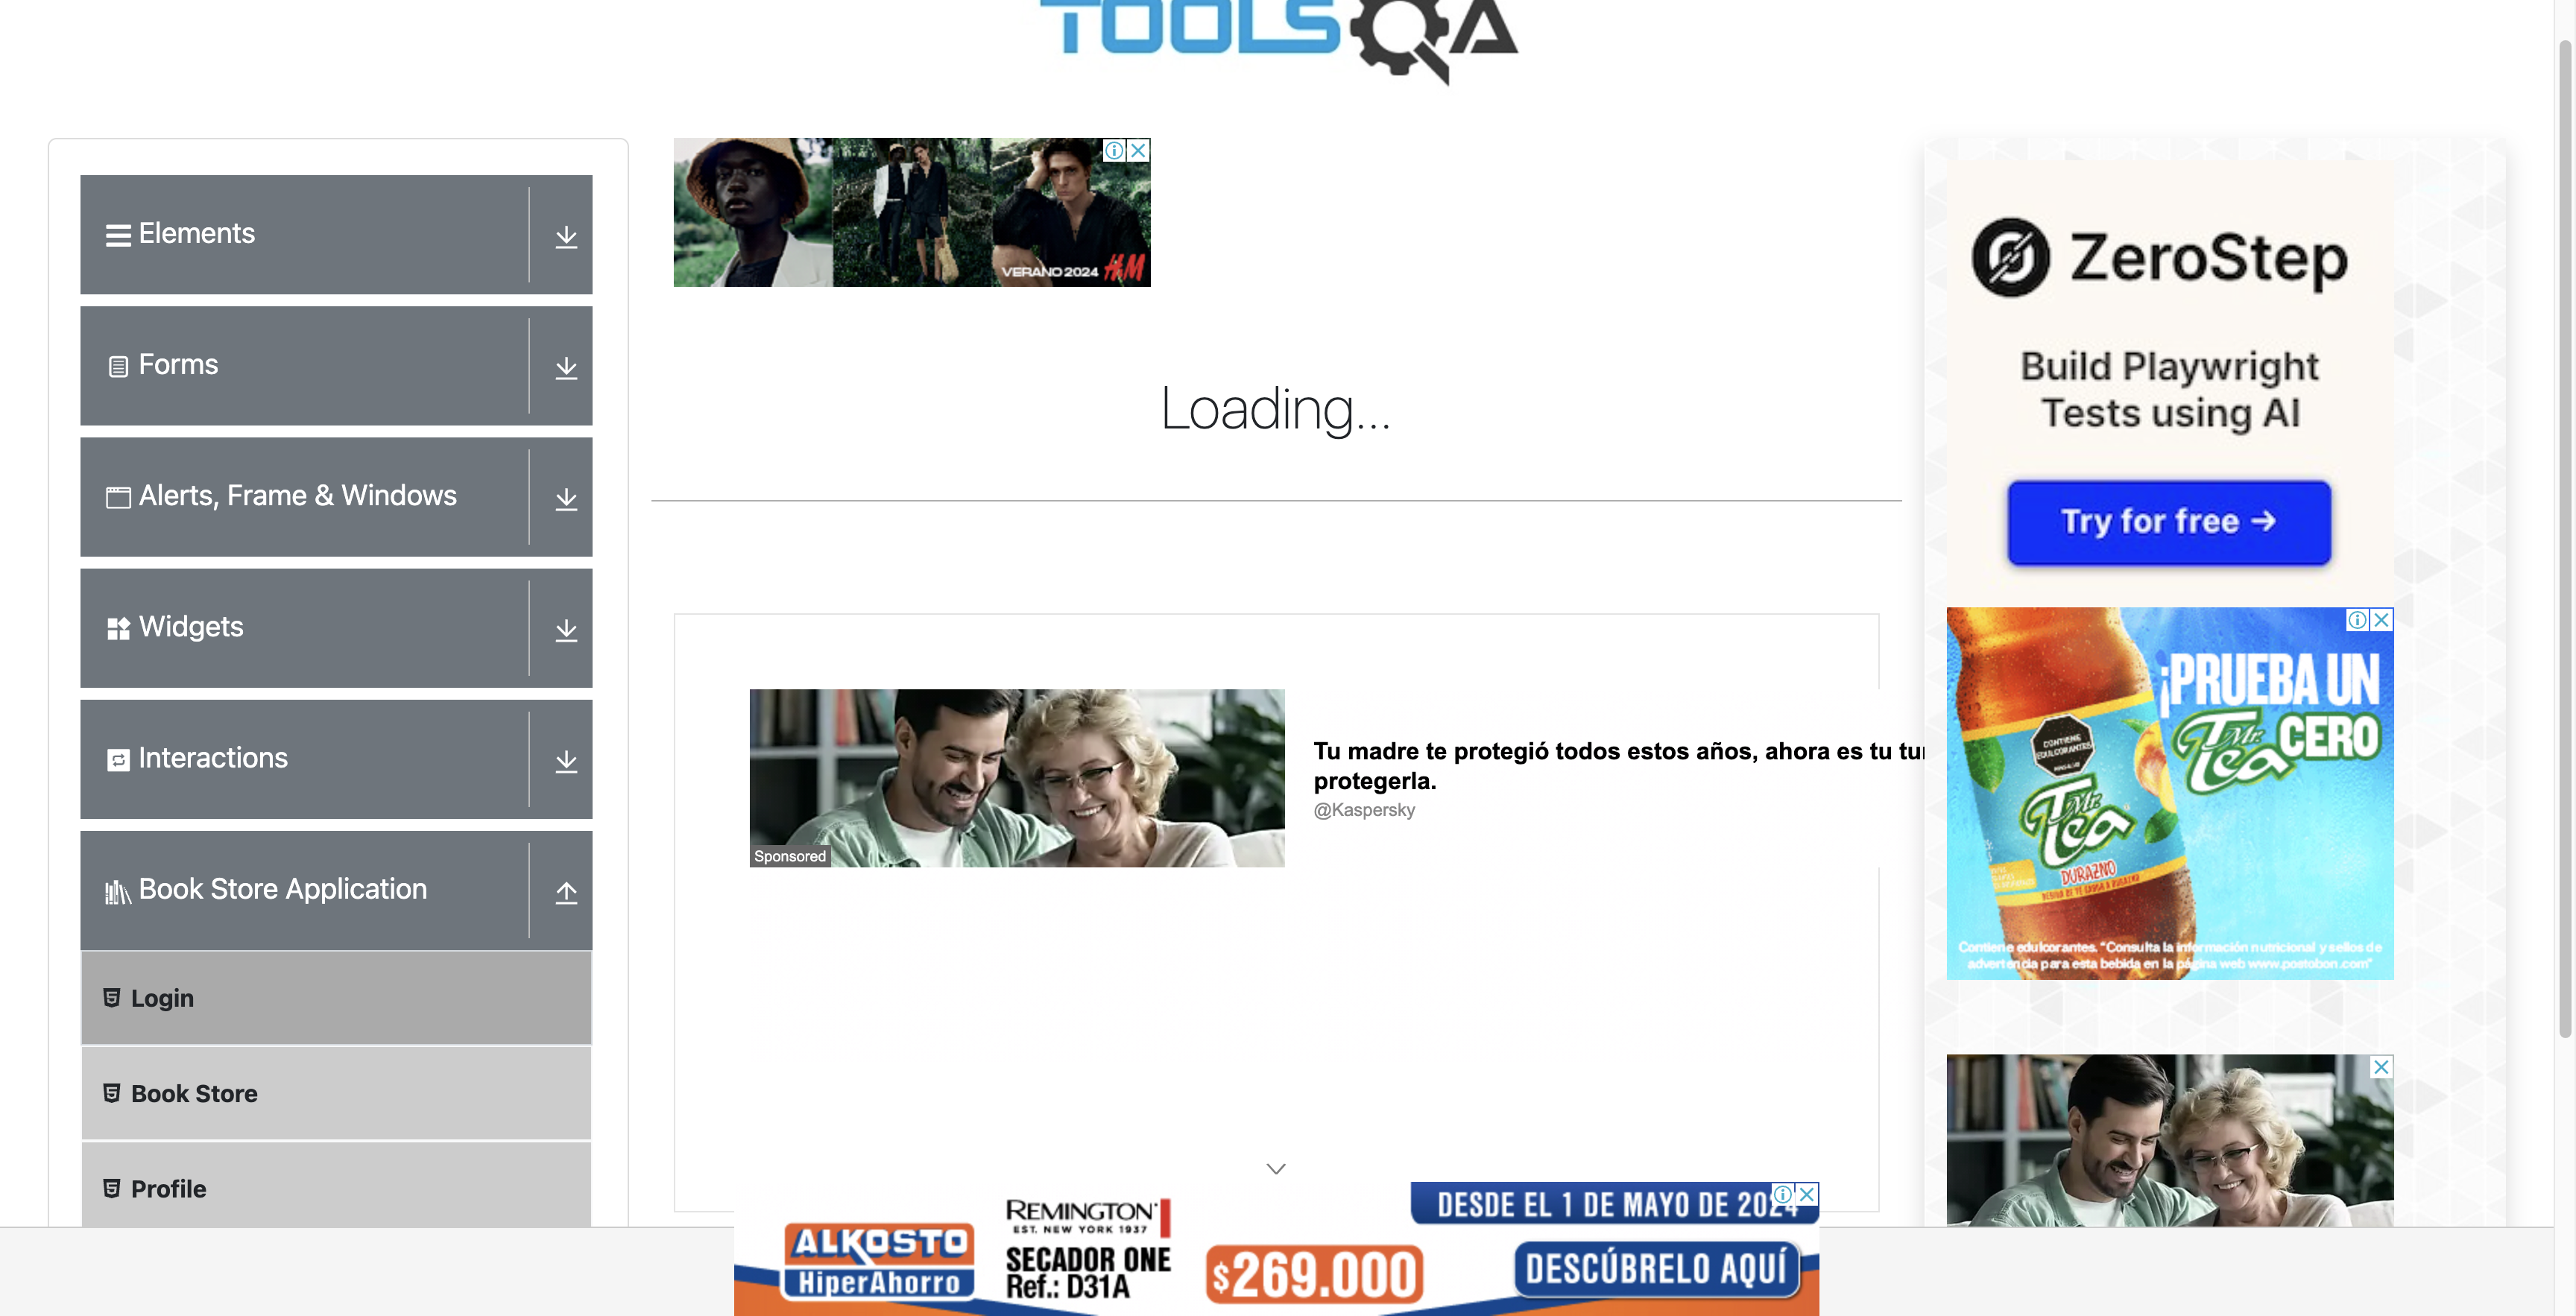 TOOLSQA
Elements
Forms
Alerts, Frame & Windows
Widgets
Interactions
Book Store Application
Login
Book Store
Profile
VERANO 2024 H&M
Loading...
Sponsored
Tu madre te protegió todos estos años, ahora es tu tur
protegerla.
@Kaspersky
ZeroStep
Build Playwright
Tests using AI
Try for free →
¡PRUEBA UN
Mr. Tea CERO
CONTIENE
EDULCORANTES
Mr.
Tea
DURAZNO
Contiene edulcorantes. "Consulta la información nutricional y sellos de
advertencia para esta bebida en la página web www.postobon.com"
ALKOSTO
HiperAhorro
REMINGTON
EST. NEW YORK 1937
SECADOR ONE
Ref.: D31A
$269.000
DESDE EL 1 DE MAYO DE 2024
DESCÚBRELO AQUÍ